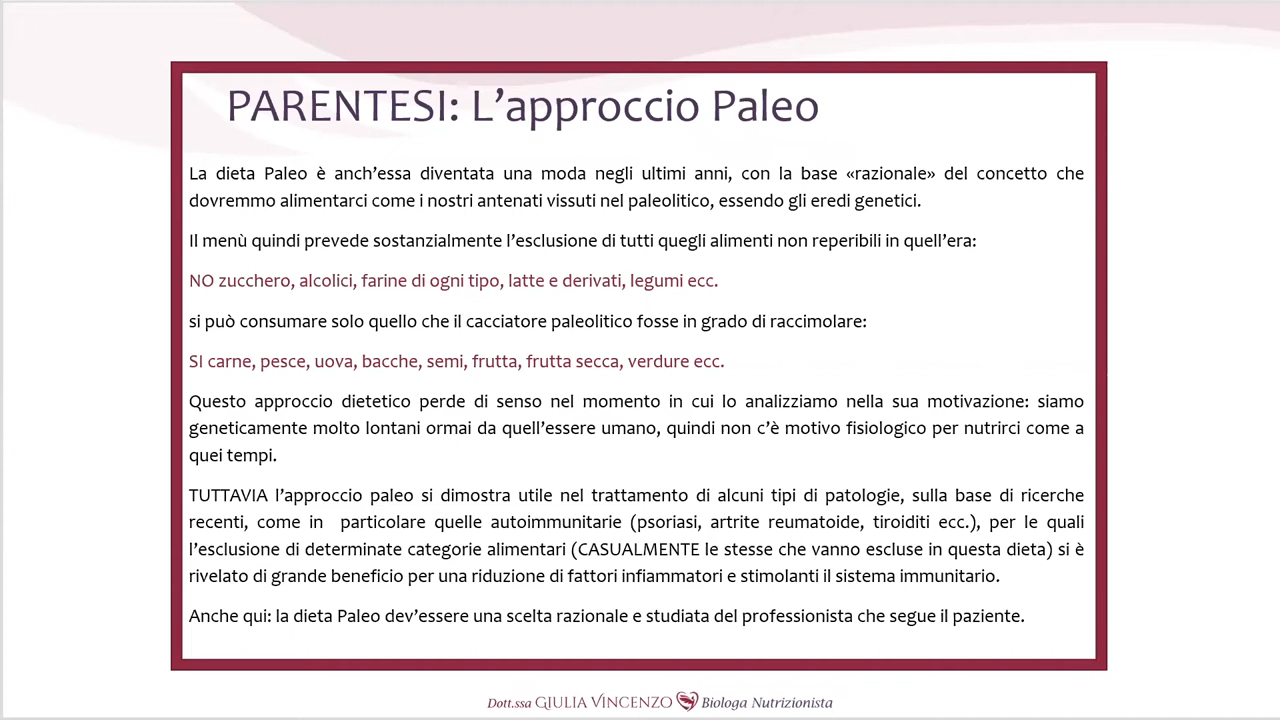 PARENTESI: L’approccio Paleo
La dieta Paleo è anch’essa diventata una moda negli ultimi anni, con la base «razionale» del concetto che
dovremmo alimentarci come i nostri antenati vissuti nel paleolitico, essendo gli eredi genetici.
Il menù quindi prevede sostanzialmente l’esclusione di tutti quegli alimenti non reperibili in quell’era:
NO zucchero, alcolici, farine di ogni tipo, latte e derivati, legumi ecc.
si può consumare solo quello che il cacciatore paleolitico fosse in grado di raccimolare:
SI carne, pesce, uova, bacche, semi, frutta, frutta secca, verdure ecc.
Questo approccio dietetico perde di senso nel momento in cui lo analizziamo nella sua motivazione: siamo
geneticamente molto lontani ormai da quell’essere umano, quindi non c’è motivo fisiologico per nutrirci come a
quei tempi.
TUTTAVIA l’approccio paleo si dimostra utile nel trattamento di alcuni tipi di patologie, sulla base di ricerche
recenti, come in particolare quelle autoimmunitarie (psoriasi, artrite reumatoide, tiroiditi ecc.), per le quali
l’esclusione di determinate categorie alimentari (CASUALMENTE le stesse che vanno escluse in questa dieta) si è
rivelato di grande beneficio per una riduzione di fattori infiammatori e stimolanti il sistema immunitario.
Anche qui: la dieta Paleo dev’essere una scelta razionale e studiata del professionista che segue il paziente.
Dott.ssa GIULIA VINCENZO Biologa Nutrizionista